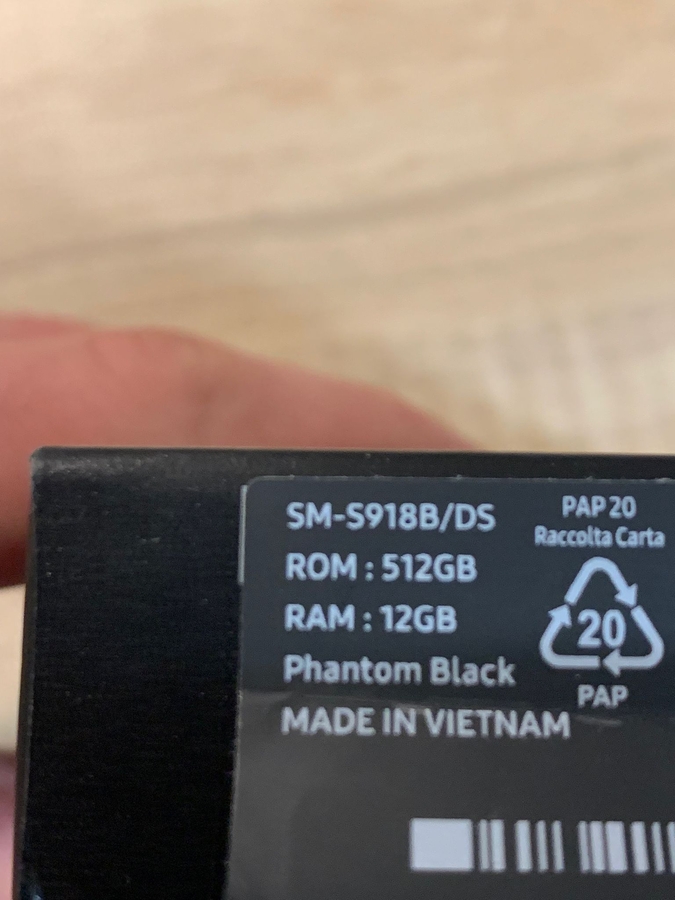 SM-S918B/DS
ROM : 512GB
RAM : 12GB
Phantom Black
MADE IN VIETNAM
PAP 20
Raccolta Carta
20
PAP